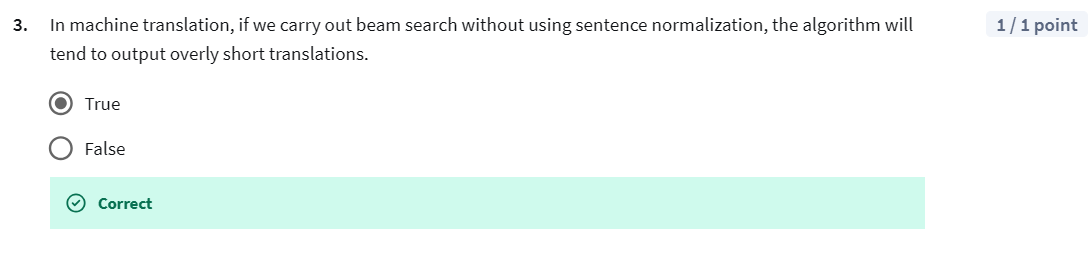 3. In machine translation, if we carry out beam search without using sentence normalization, the algorithm will
tend to output overly short translations.
1 / 1 point
True
False
Correct